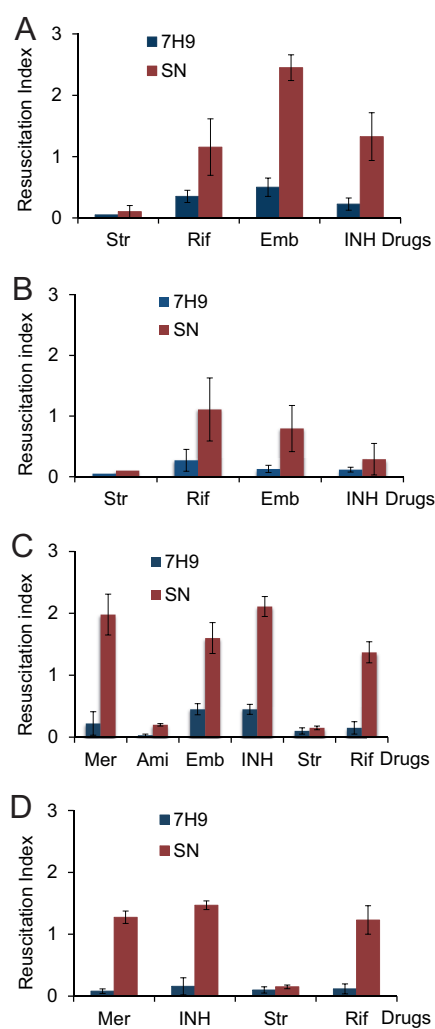 A
Resuscitation Index
3
2
1
0
7H9
SN
Str Rif Emb INH Drugs
B
Resuscitation index
3
2
1
0
7H9
SN
Str Rif Emb INH Drugs
C
Resuscitation index
3
2
1
0
7H9
SN
Mer Ami Emb INH Str Rif Drugs
D
Resuscitation Index
3
2
1
0
7H9
SN
Mer INH Str Rif Drugs